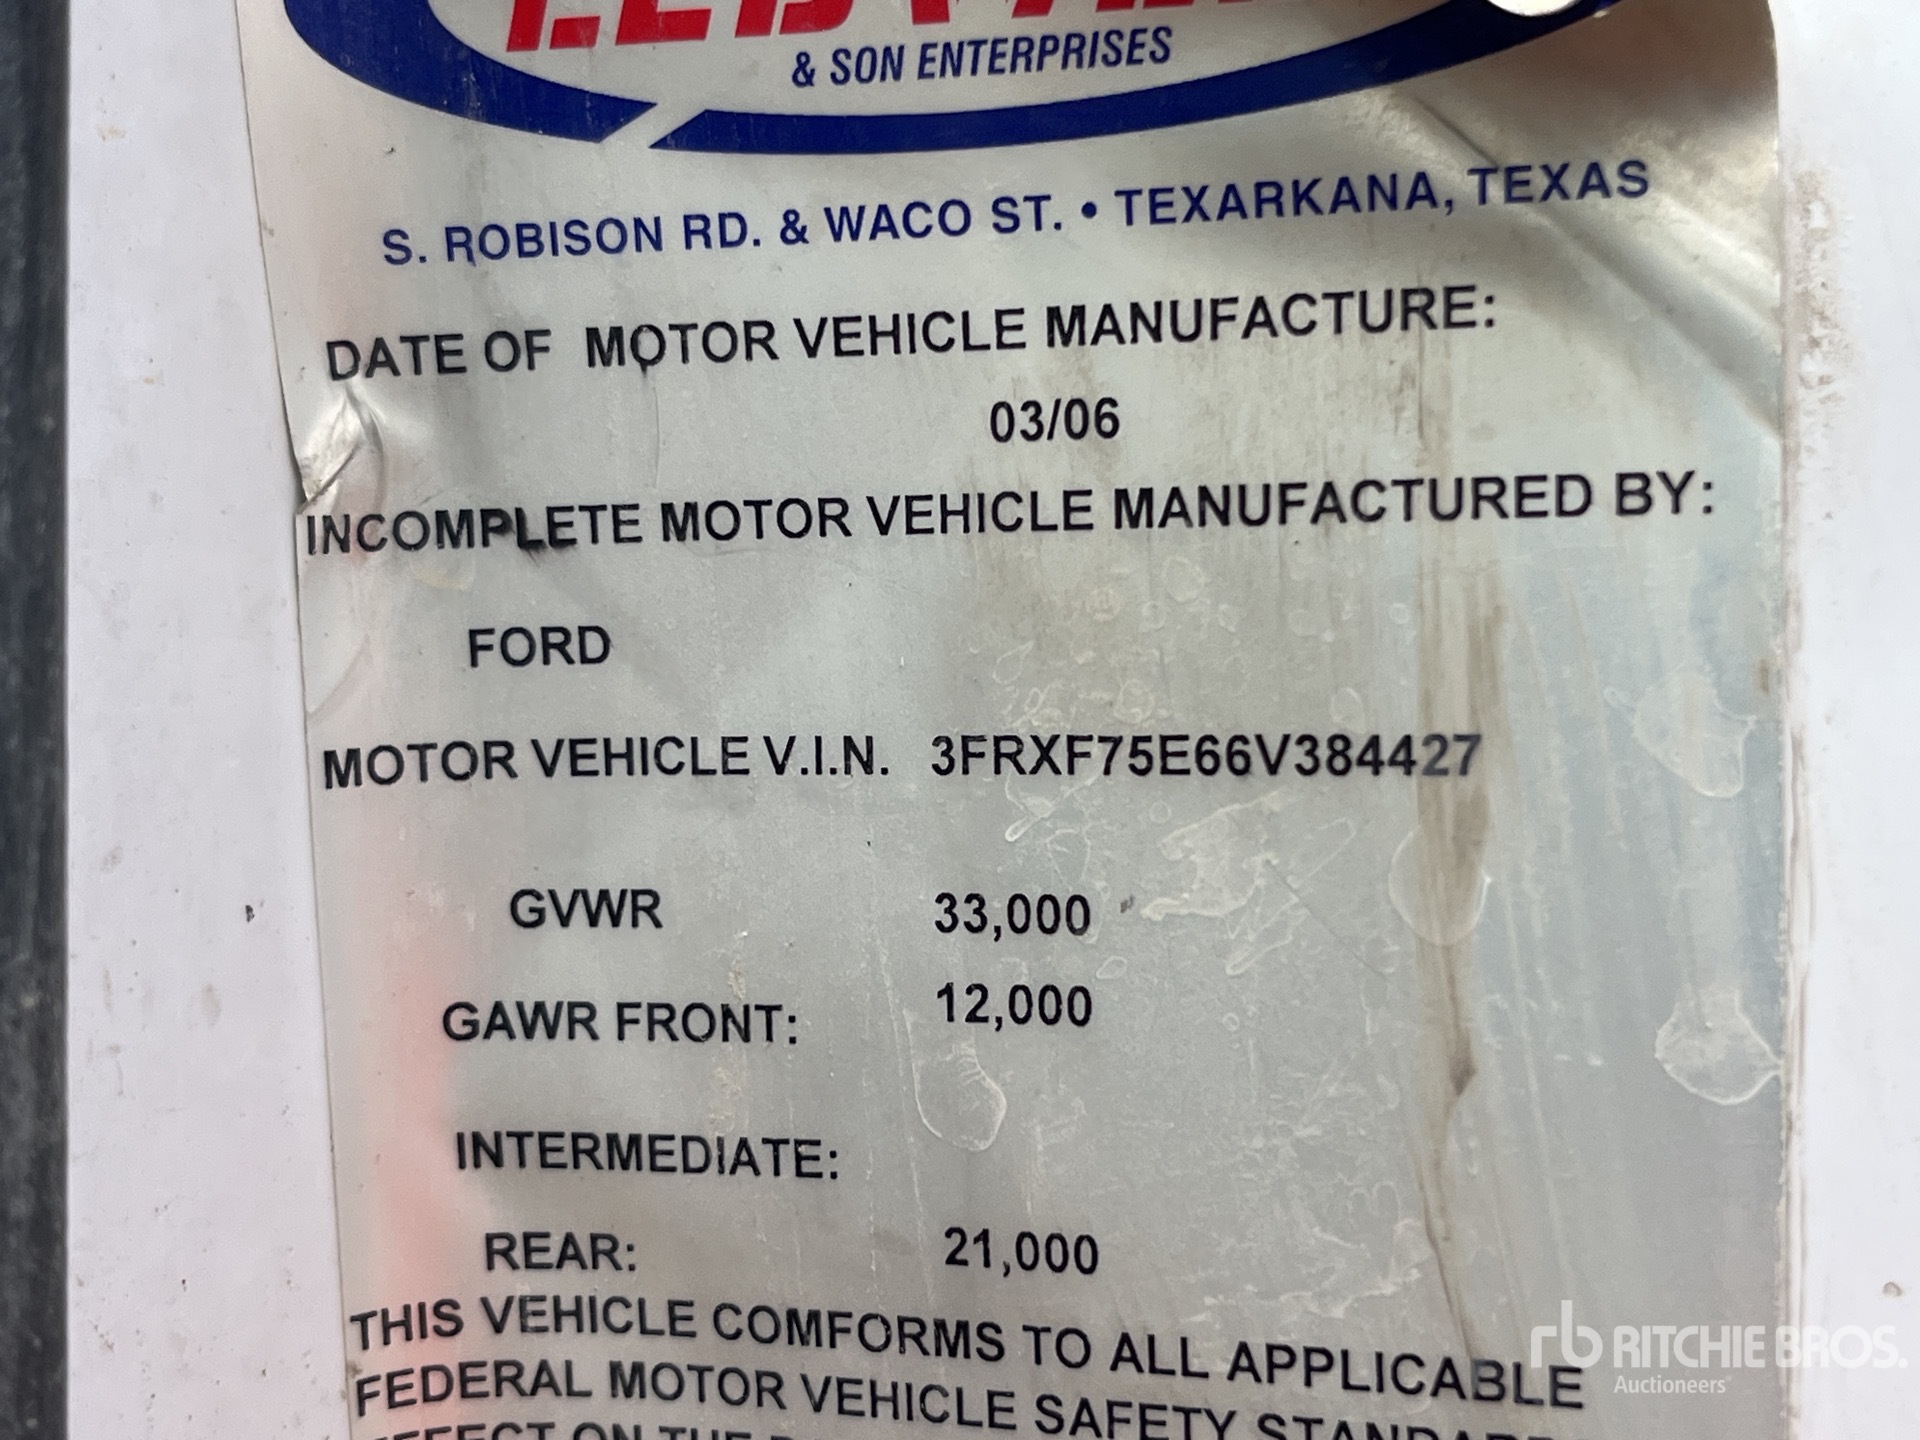 & SON ENTERPRISES
S. ROBISON RD. & WACO ST. • TEXARKANA, TEXAS
DATE OF MOTOR VEHICLE MANUFACTURE:
03/06
INCOMPLETE MOTOR VEHICLE MANUFACTURED BY:
FORD
MOTOR VEHICLE V.I.N. 3FRXF75E66V384427
GVWR 33,000
GAWR FRONT: 12,000
INTERMEDIATE:
REAR: 21,000
THIS VEHICLE COMFORMS TO ALL APPLICABLE
FEDERAL MOTOR VEHICLE SAFETY
rb RITCHIE BROS.
Auctioneers